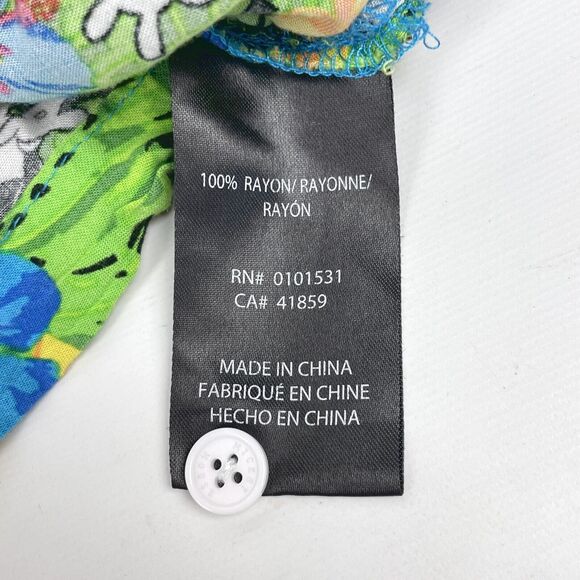 100% RAYON/ RAYONNE/
RAYÓN
RN# 0101531
CA# 41859
MADE IN CHINA
FABRIQUÉ EN CHINE
HECHO EN CHINA